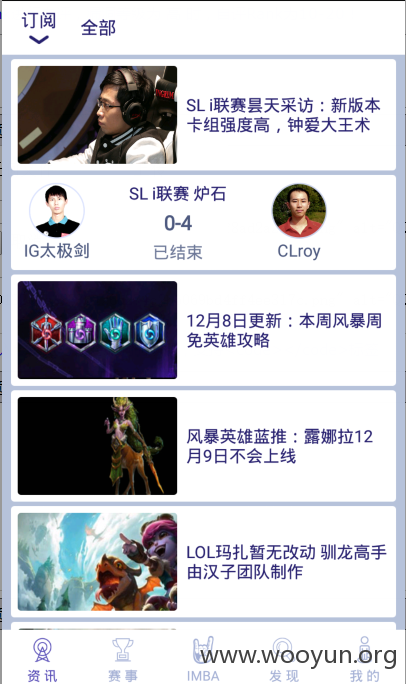 订阅
全部
SL i联赛昙天采访：新版本
卡组强度高，钟爱大王术
SL i联赛 炉石
0-4
IG太极剑
已结束
CLroy
12月8日更新：本周风暴周
免英雄攻略
风暴英雄蓝推：露娜拉12
月9日不会上线
LOL玛扎暂无改动 驯龙高手
由汉子团队制作
资讯
赛事
IMBA
发现
我的
www.wooyun.org